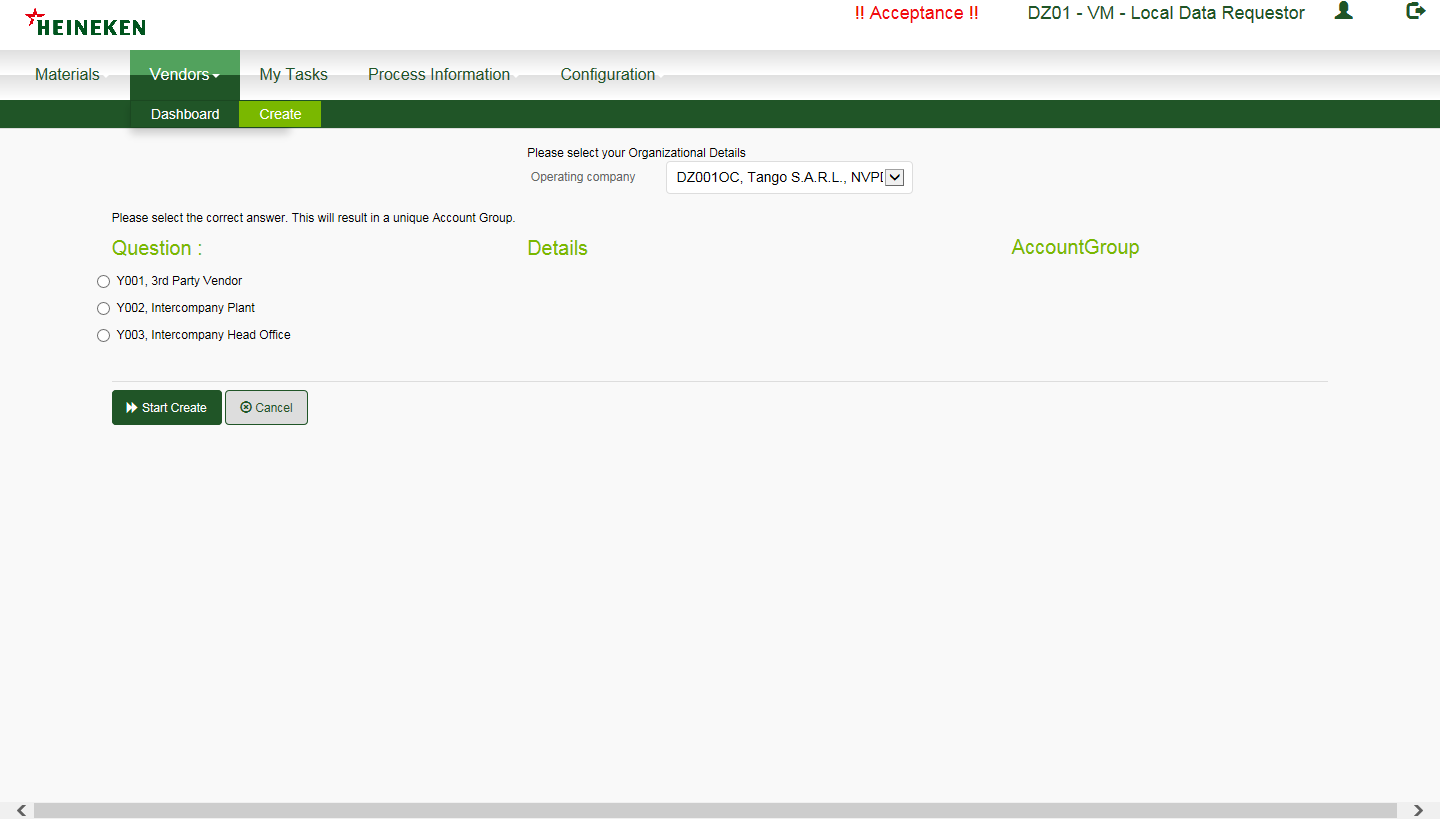 HEINEKEN
!! Acceptance !!
DZ01 - VM - Local Data Requestor
Materials
Vendors
My Tasks
Process Information
Configuration
Dashboard
Create
Please select your Organizational Details
Operating company
DZ001OC, Tango S.A.R.L., NVPD
Please select the correct answer. This will result in a unique Account Group.
Question :
Details
AccountGroup
Y001, 3rd Party Vendor
Y002, Intercompany Plant
Y003, Intercompany Head Office
Start Create
Cancel